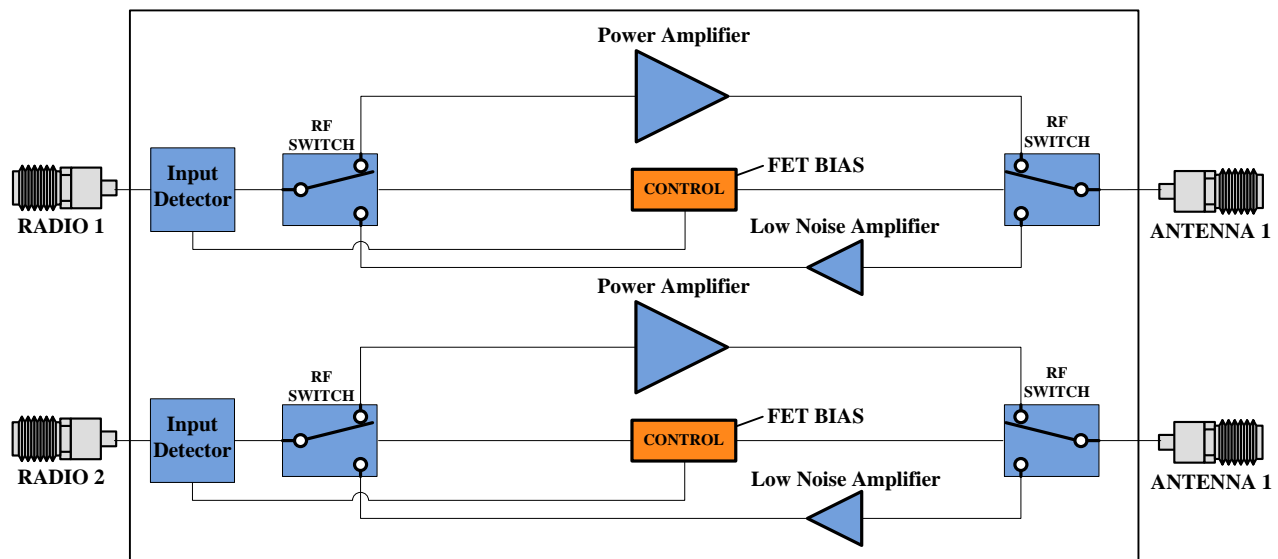 Power Amplifier
RF
SWITCH
RF
SWITCH
Input
Detector
FET BIAS
CONTROL
RADIO 1
Low Noise Amplifier
ANTENNA 1
Power Amplifier
RF
SWITCH
RF
SWITCH
Input
Detector
FET BIAS
CONTROL
RADIO 2
Low Noise Amplifier
ANTENNA 1